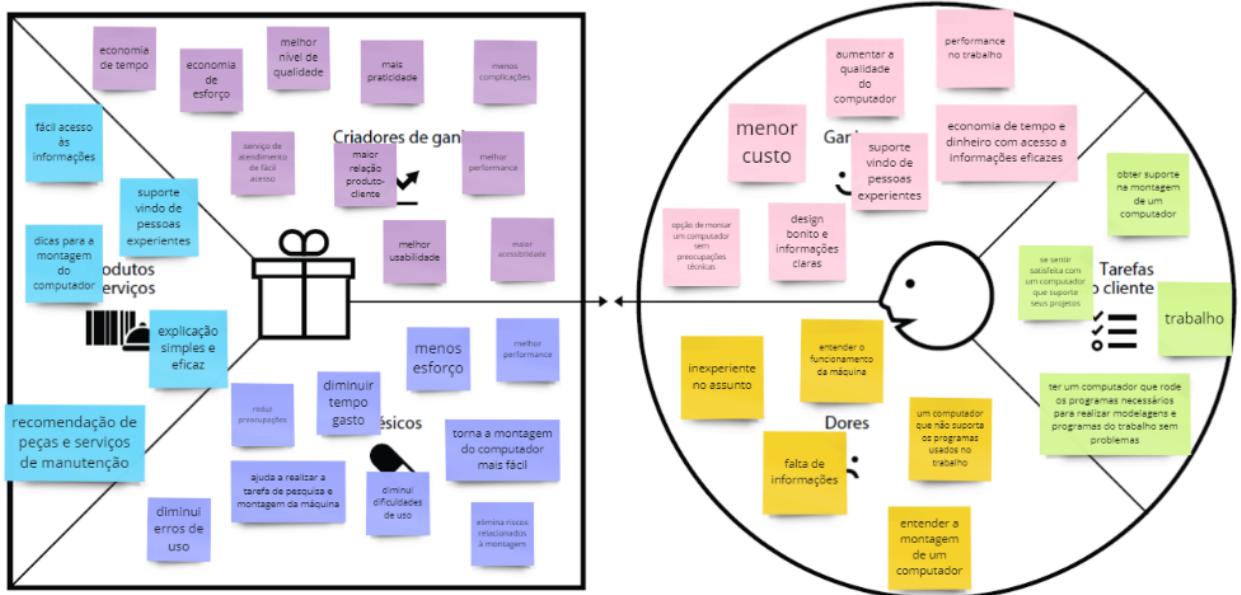 economia
de tempo
economia
de
esforço
melhor
nível de
qualidade
mais
praticidade
menos
complicações
fácil acesso
às
informações
Criadores de ganh
serviço de
atendimento
de fácil
acesso
maior
relação
produto-
cliente
melhor
performance
suporte
vindo de
pessoas
experientes
dicas para a
montagem
do
computador
melhor
usabilidade
maior
acessibilidade
odutos
erviços
explicação
simples e
eficaz
recomendação de
peças e serviços
de manutenção
menos
esforço
melhor
performance
reduz
preocupações
diminuir
tempo
gasto
ésicos
torna a montagem
do computador
mais fácil
ajuda a realizar a
tarefa de pesquisa e
montagem da máquina
diminui
dificuldades
de uso
diminui
erros de
uso
elimina riscos
relacionados
à montagem
aumentar a
qualidade
do
computador
performance
no trabalho
menor
custo
Gan
suporte
vindo de
pessoas
experientes
economia de tempo e
dinheiro com acesso a
informações eficazes
opção de montar
um computador
sem
preocupações
técnicas
design
bonito e
informações
claras
obter suporte
na montagem
de um
computador
se sentir
satisfeita com
um computador
que suporte
seus projetos
Tarefas
o cliente
trabalho
ter um computador que rode
os programas necessários
para realizar modelagens e
programas do trabalho sem
problemas
inexperiente
no assunto
entender o
funcionamento
da máquina
Dores
um computador
que não suporta
os programas
usados no
trabalho
falta de
informações
entender a
montagem
de um
computador